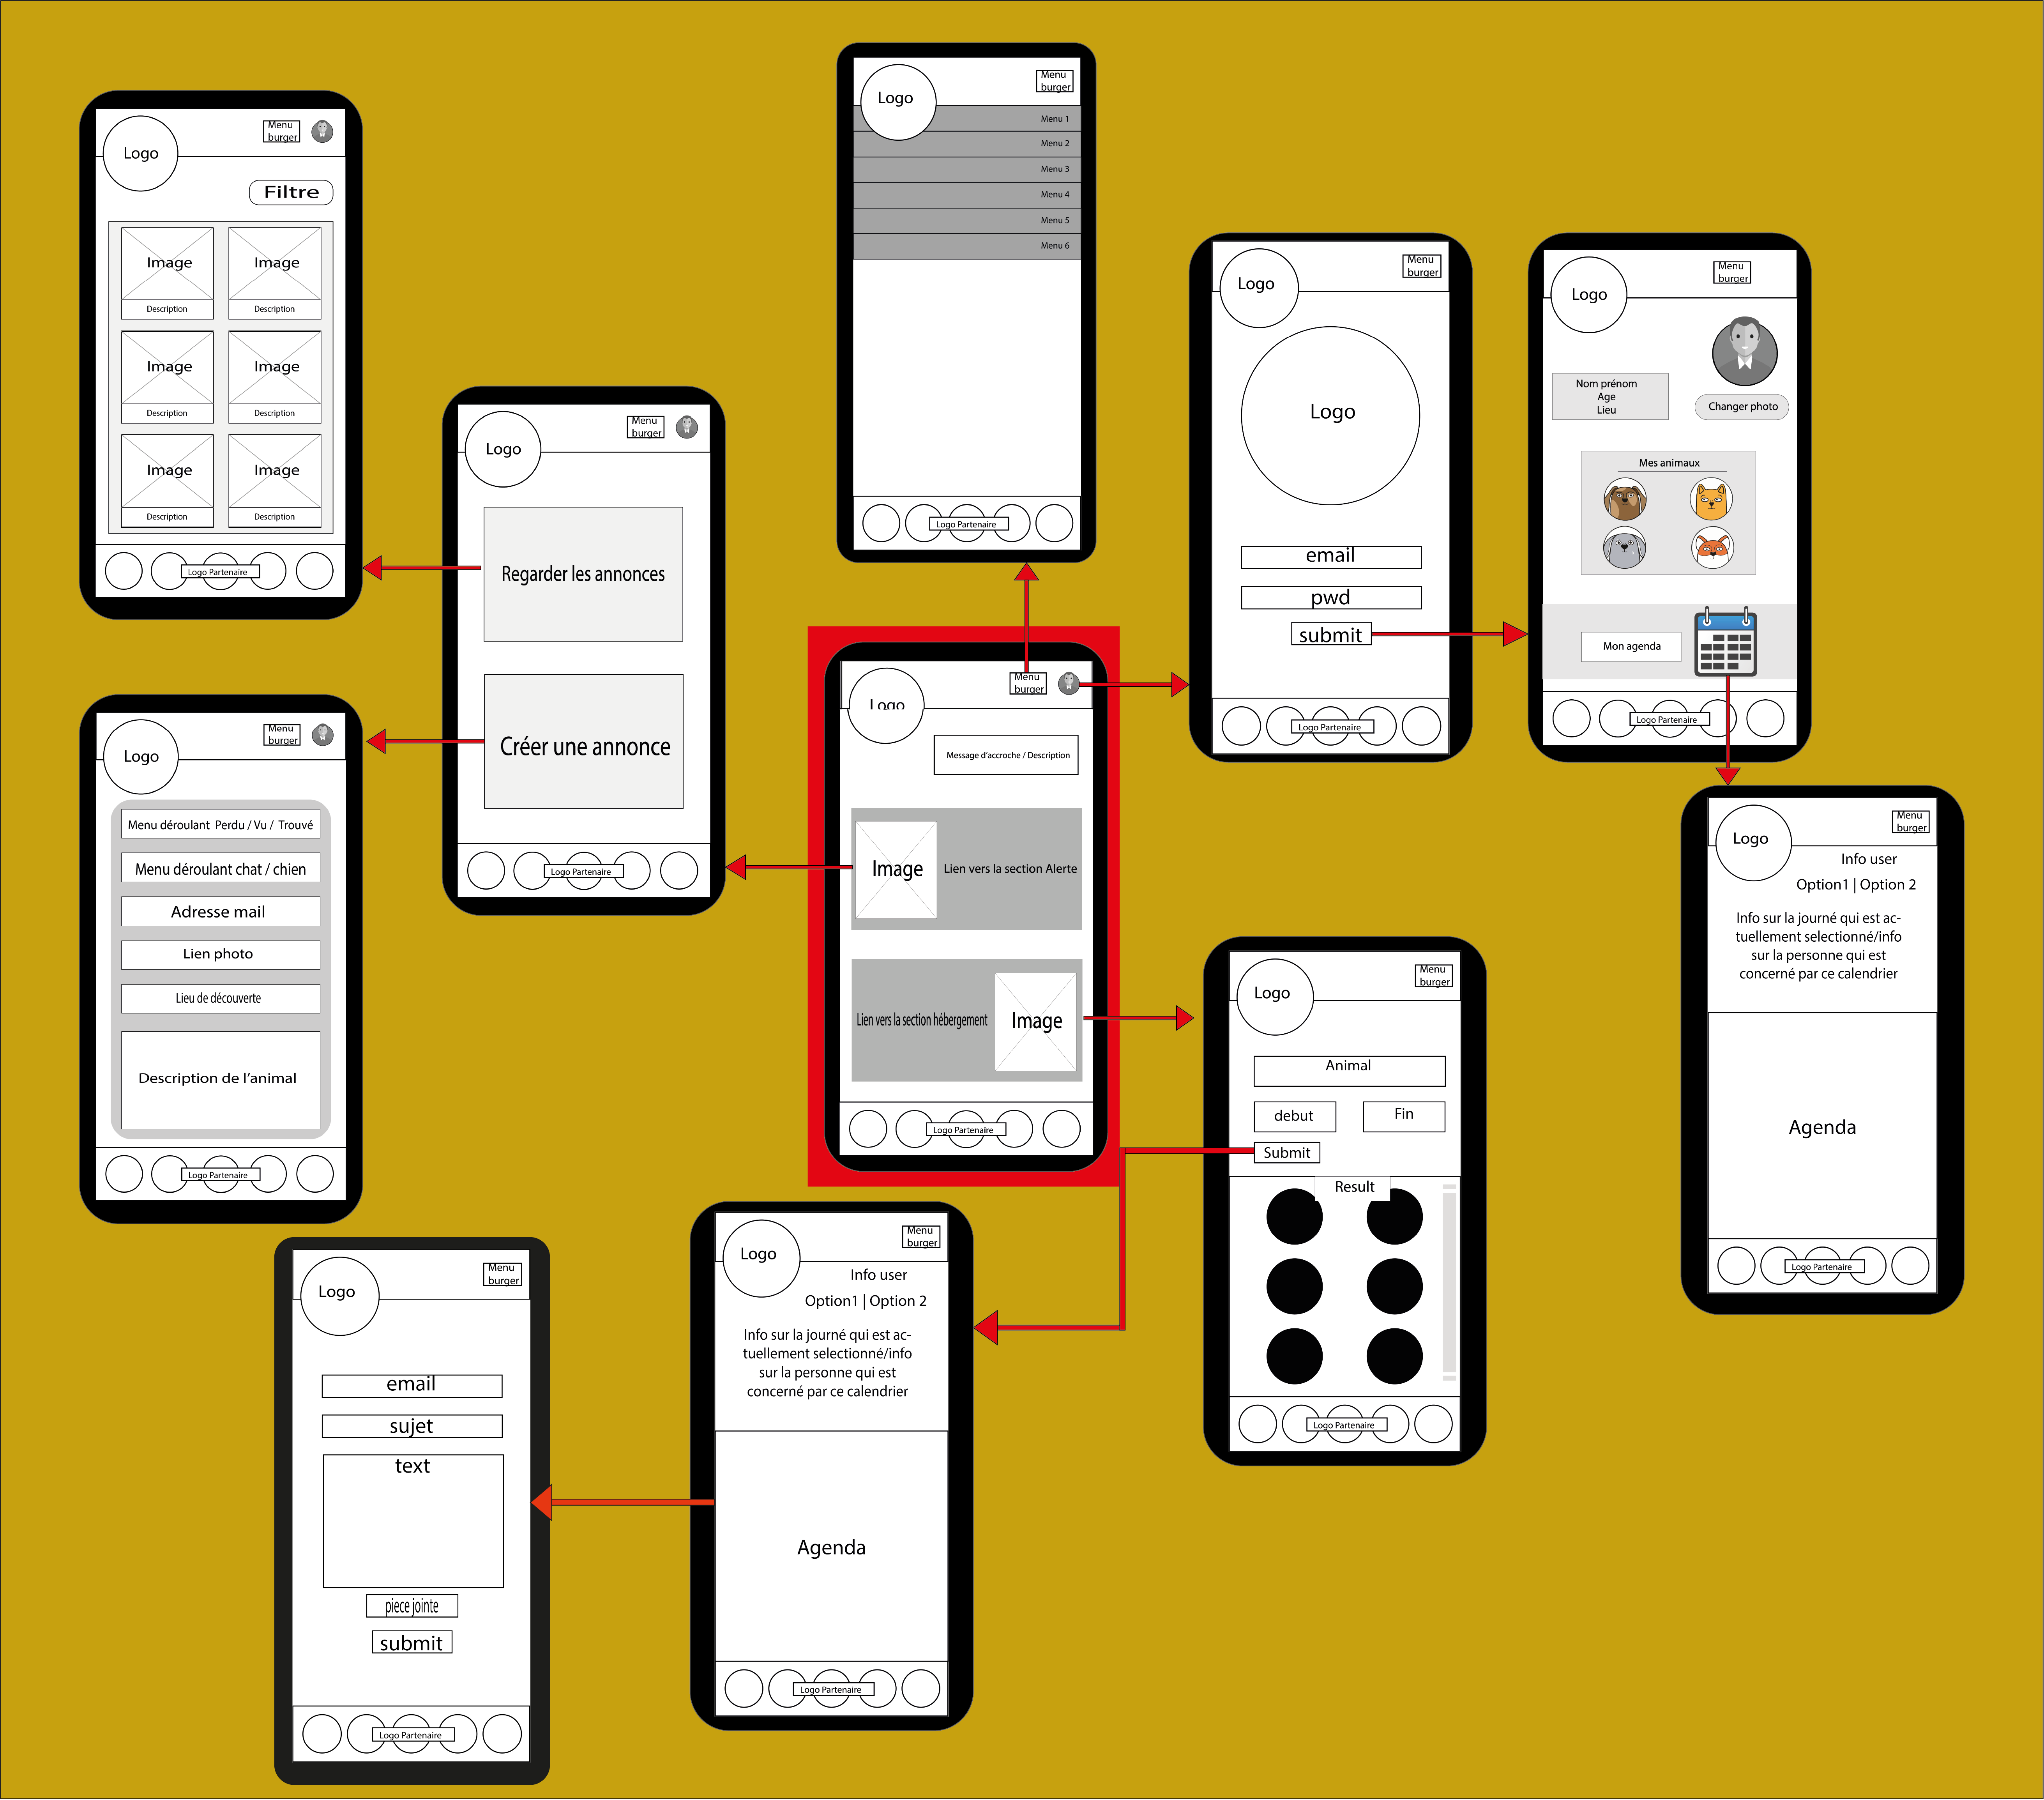 Logo
Menu
burger
Menu 1
Menu 2
Menu 3
Menu 4
Menu 5
Menu 6
Logo Partenaire
Logo
Menu
burger
Filtre
Image
Image
Description
Description
Image
Image
Description
Description
Image
Image
Description
Description
Logo Partenaire
Logo
Menu
burger
Regarder les annonces
Créer une annonce
Logo Partenaire
Logo
Menu
burger
Logo
email
pwd
submit
Logo Partenaire
Logo
Menu
burger
Nom prénom
Age
Lieu
Changer photo
Mes animaux
Mon agenda
Logo Partenaire
Logo
Menu
burger
Menu déroulant Perdu / Vu / Trouvé
Menu déroulant chat / chien
Adresse mail
Lien photo
Lieu de découverte
Description de l'animal
Logo Partenaire
Logo
Menu
burger
Message d'accroche / Description
Image
Lien vers la section Alerte
Lien vers la section hébergement
Image
Logo Partenaire
Logo
Menu
burger
Info user
Option1 | Option 2
Info sur la journé qui est ac-
tuellement selectionné/info
sur la personne qui est
concerné par ce calendrier
Agenda
Logo Partenaire
Logo
Menu
burger
Animal
debut
Fin
Submit
Result
Logo Partenaire
Logo
Menu
burger
Info user
Option1 | Option 2
Info sur la journé qui est ac-
tuellement selectionné/info
sur la personne qui est
concerné par ce calendrier
Agenda
Logo Partenaire
Logo
Menu
burger
email
sujet
text
piece jointe
submit
Logo Partenaire